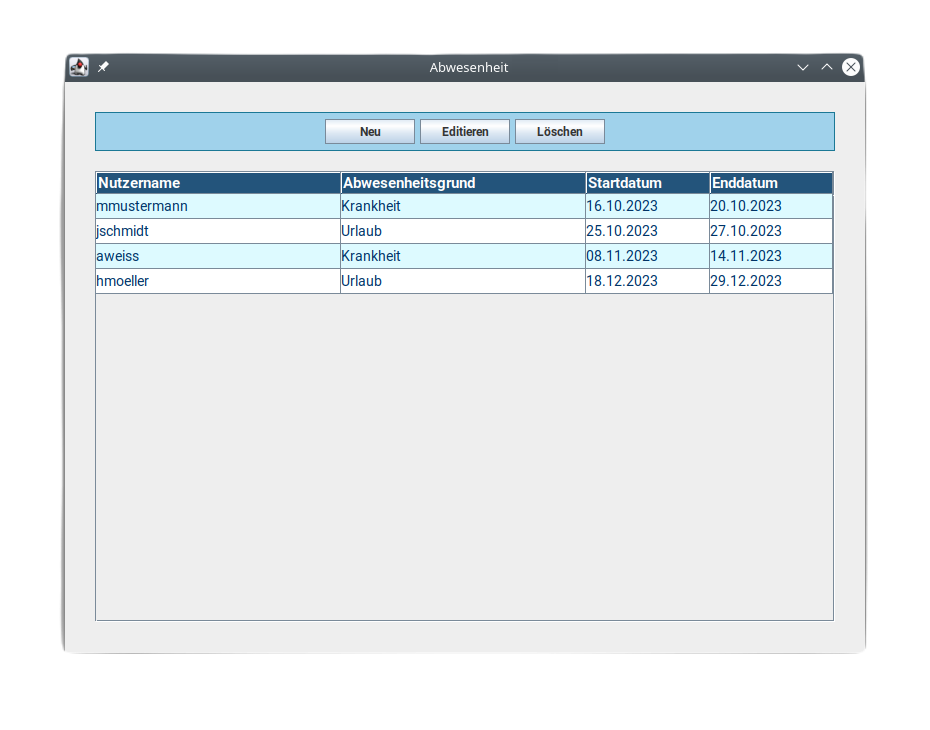 Abwesenheit
Neu Editieren Löschen
Nutzername Abwesenheitsgrund Startdatum Enddatum
mmustermann Krankheit 16.10.2023 20.10.2023
jschmidt Urlaub 25.10.2023 27.10.2023
aweiss Krankheit 08.11.2023 14.11.2023
hmoeller Urlaub 18.12.2023 29.12.2023